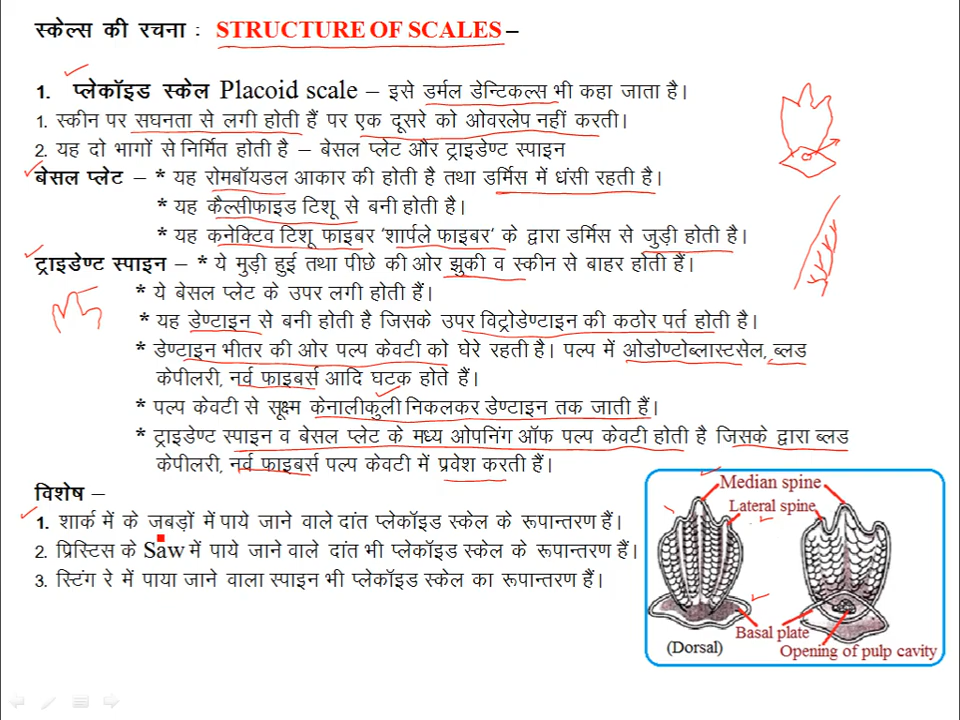 स्केल्स की रचना : STRUCTURE OF SCALES –
1. प्लेकॉइड स्केल Placoid scale – इसे डर्मल डेन्टिकल्स भी कहा जाता है।
1. स्कीन पर सघनता से लगी होती हैं पर एक दूसरे को ओवरलेप नहीं करती।
2. यह दो भागों से निर्मित होती है – बेसल प्लेट और ट्राइडेण्ट स्पाइन
बेसल प्लेट – * यह रोमबॉयडल आकार की होती है तथा डर्मिस में धंसी रहती है।
* यह कैल्सीफाइड टिशू से बनी होती है।
* यह कनेक्टिव टिशू फाइबर 'शार्पले फाइबर' के द्वारा डर्मिस से जुड़ी होती है।
ट्राइडेण्ट स्पाइन – * ये मुड़ी हुई तथा पीछे की ओर झुकी व स्कीन से बाहर होती हैं।
* ये बेसल प्लेट के उपर लगी होती हैं।
* यह डेण्टाइन से बनी होती है जिसके उपर विट्रोडेण्टाइन की कठोर पर्त होती है।
* डेण्टाइन भीतर की ओर पल्प केवटी को घेरे रहती है। पल्प में ओडोण्टोब्लास्टसेल, ब्लड
केपीलरी, नर्व फाइबर्स आदि घटक होते हैं।
* पल्प केवटी से सूक्ष्म केनालीकुली निकलकर डेण्टाइन तक जाती हैं।
* ट्राइडेण्ट स्पाइन व बेसल प्लेट के मध्य ओपनिंग ऑफ पल्प केवटी होती है जिसके द्वारा ब्लड
केपीलरी, नर्व फाइबर्स पल्प केवटी में प्रवेश करती हैं।
विशेष –
1. शार्क में के जबड़ों में पाये जाने वाले दांत प्लेकॉइड स्केल के रूपान्तरण हैं।
2. प्रिस्टिस के Saw में पाये जाने वाले दांत भी प्लेकॉइड स्केल के रूपान्तरण हैं।
3. स्टिंग रे में पाया जाने वाला स्पाइन भी प्लेकॉइड स्केल का रूपान्तरण हैं।
Median spine
Lateral spine
Basal plate
(Dorsal)
Opening of pulp cavity